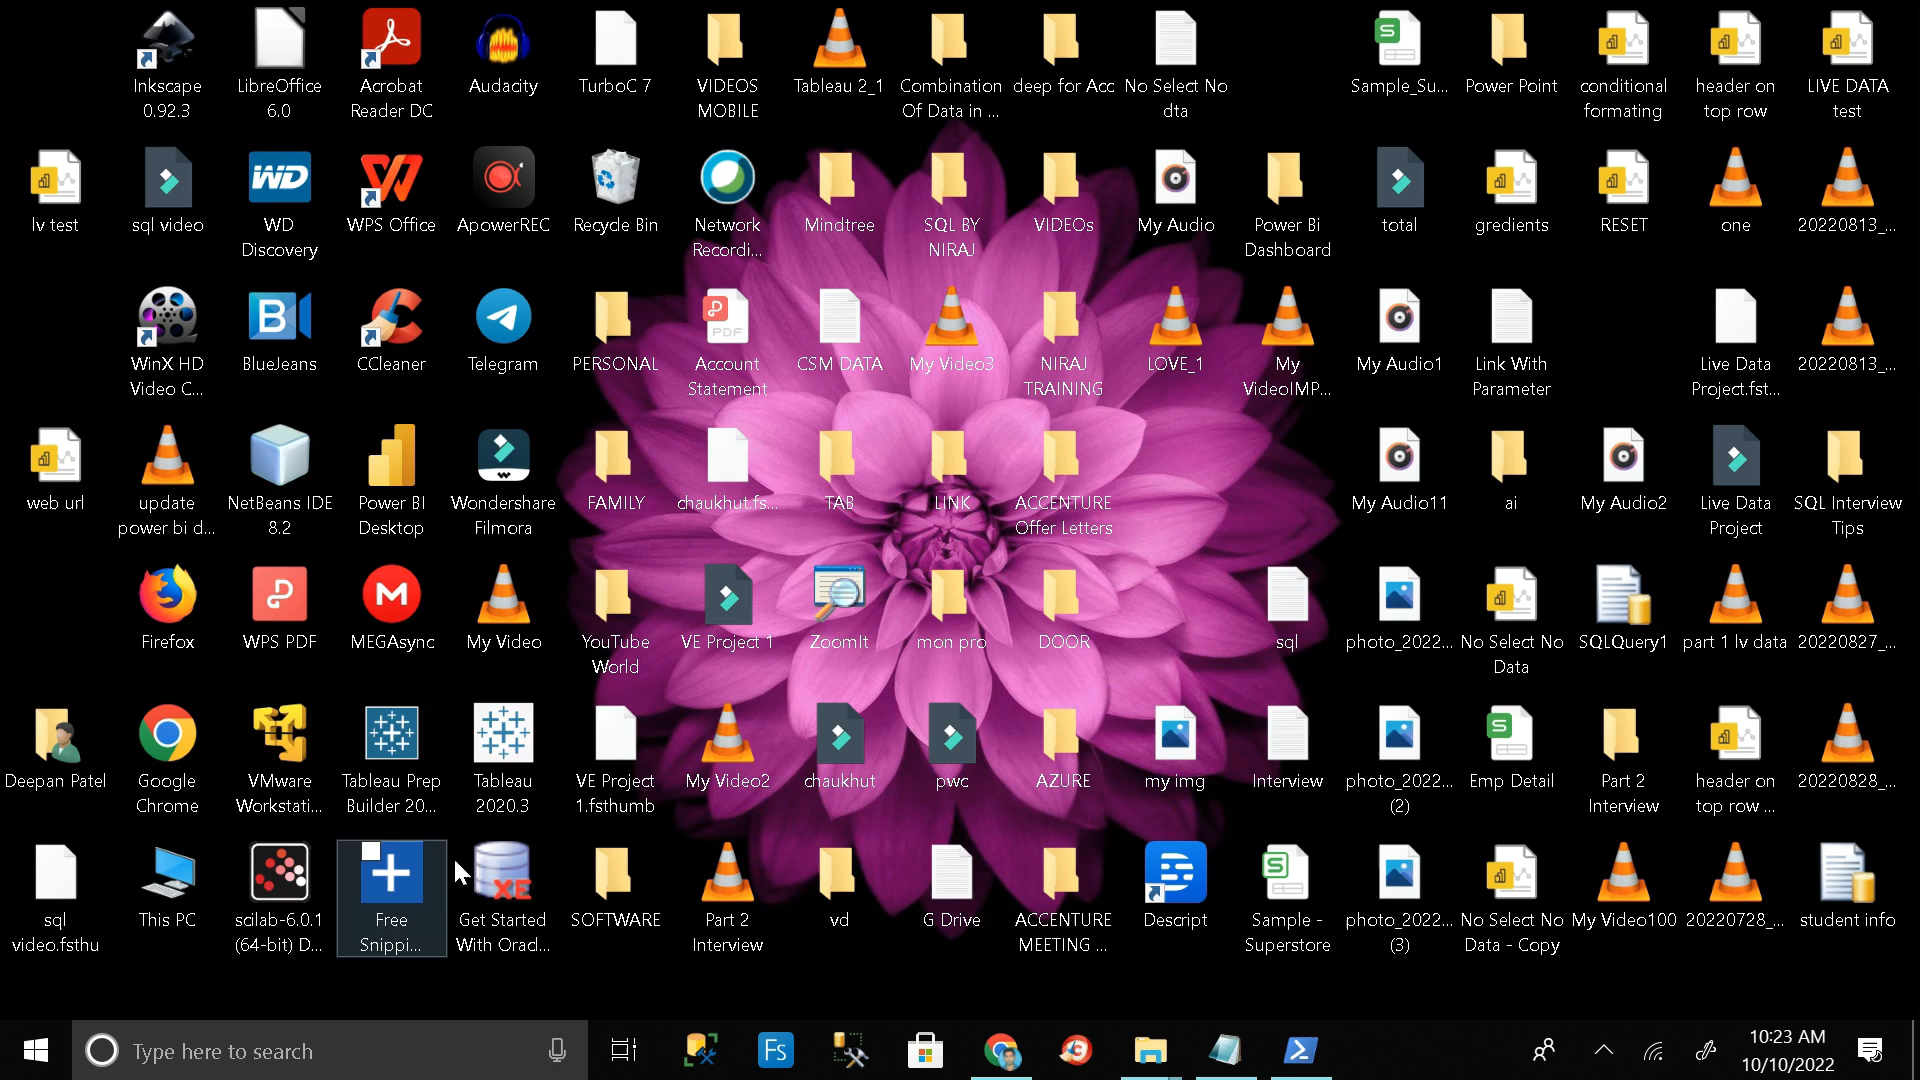 Inkscape
0.92.3
LibreOffice
6.0
Acrobat
Reader DC
Audacity
TurboC 7
VIDEOS
MOBILE
Tableau 2_1
Combination
Of Data in ...
deep for Acc
No Select No
dta
Sample_Su...
Power Point
conditional
formating
header on
top row
LIVE DATA
test
lv test
sql video
WD
WD
Discovery
WPS Office
ApowerREC
Recycle Bin
Network
Recordi...
Mindtree
SQL BY
NIRAJ
VIDEOs
My Audio
Power Bi
Dashboard
total
gredients
RESET
one
20220813_...
WinX HD
Video C...
BlueJeans
CCleaner
Telegram
PERSONAL
PDF
Account
Statement
CSM DATA
My Video3
NIRAJ
TRAINING
LOVE_1
My
VideoIMP...
My Audio1
Link With
Parameter
Live Data
Project.fst...
20220813_...
web url
update
power bi d...
NetBeans IDE
8.2
Power BI
Desktop
Wondershare
Filmora
FAMILY
chaukhut.fs...
TAB
LINK
ACCENTURE
Offer Letters
My Audio11
ai
My Audio2
Live Data
Project
SQL Interview
Tips
Firefox
WPS PDF
MEGAsync
My Video
YouTube
World
VE Project 1
ZoomIt
mon pro
DOOR
sql
photo_2022...
No Select No
Data
SQLQuery1
part 1 lv data
20220827_...
Deepan Patel
Google
Chrome
VMware
Workstati...
Tableau Prep
Builder 20...
Tableau
2020.3
VE Project
1.fsthumb
My Video2
chaukhut
pwc
AZURE
my img
Interview
photo_2022...
(2)
Emp Detail
Part 2
Interview
header on
top row ...
20220828_...
sql
video.fsthu
This PC
scilab-6.0.1
(64-bit) D...
Free
Snippi...
XE
Get Started
With Oracl...
SOFTWARE
Part 2
Interview
vd
G Drive
ACCENTURE
MEETING ...
Descript
Sample -
Superstore
photo_2022...
(3)
No Select No
Data - Copy
My Video100
20220728_...
student info
Type here to search
Fs
10:23 AM
10/10/2022